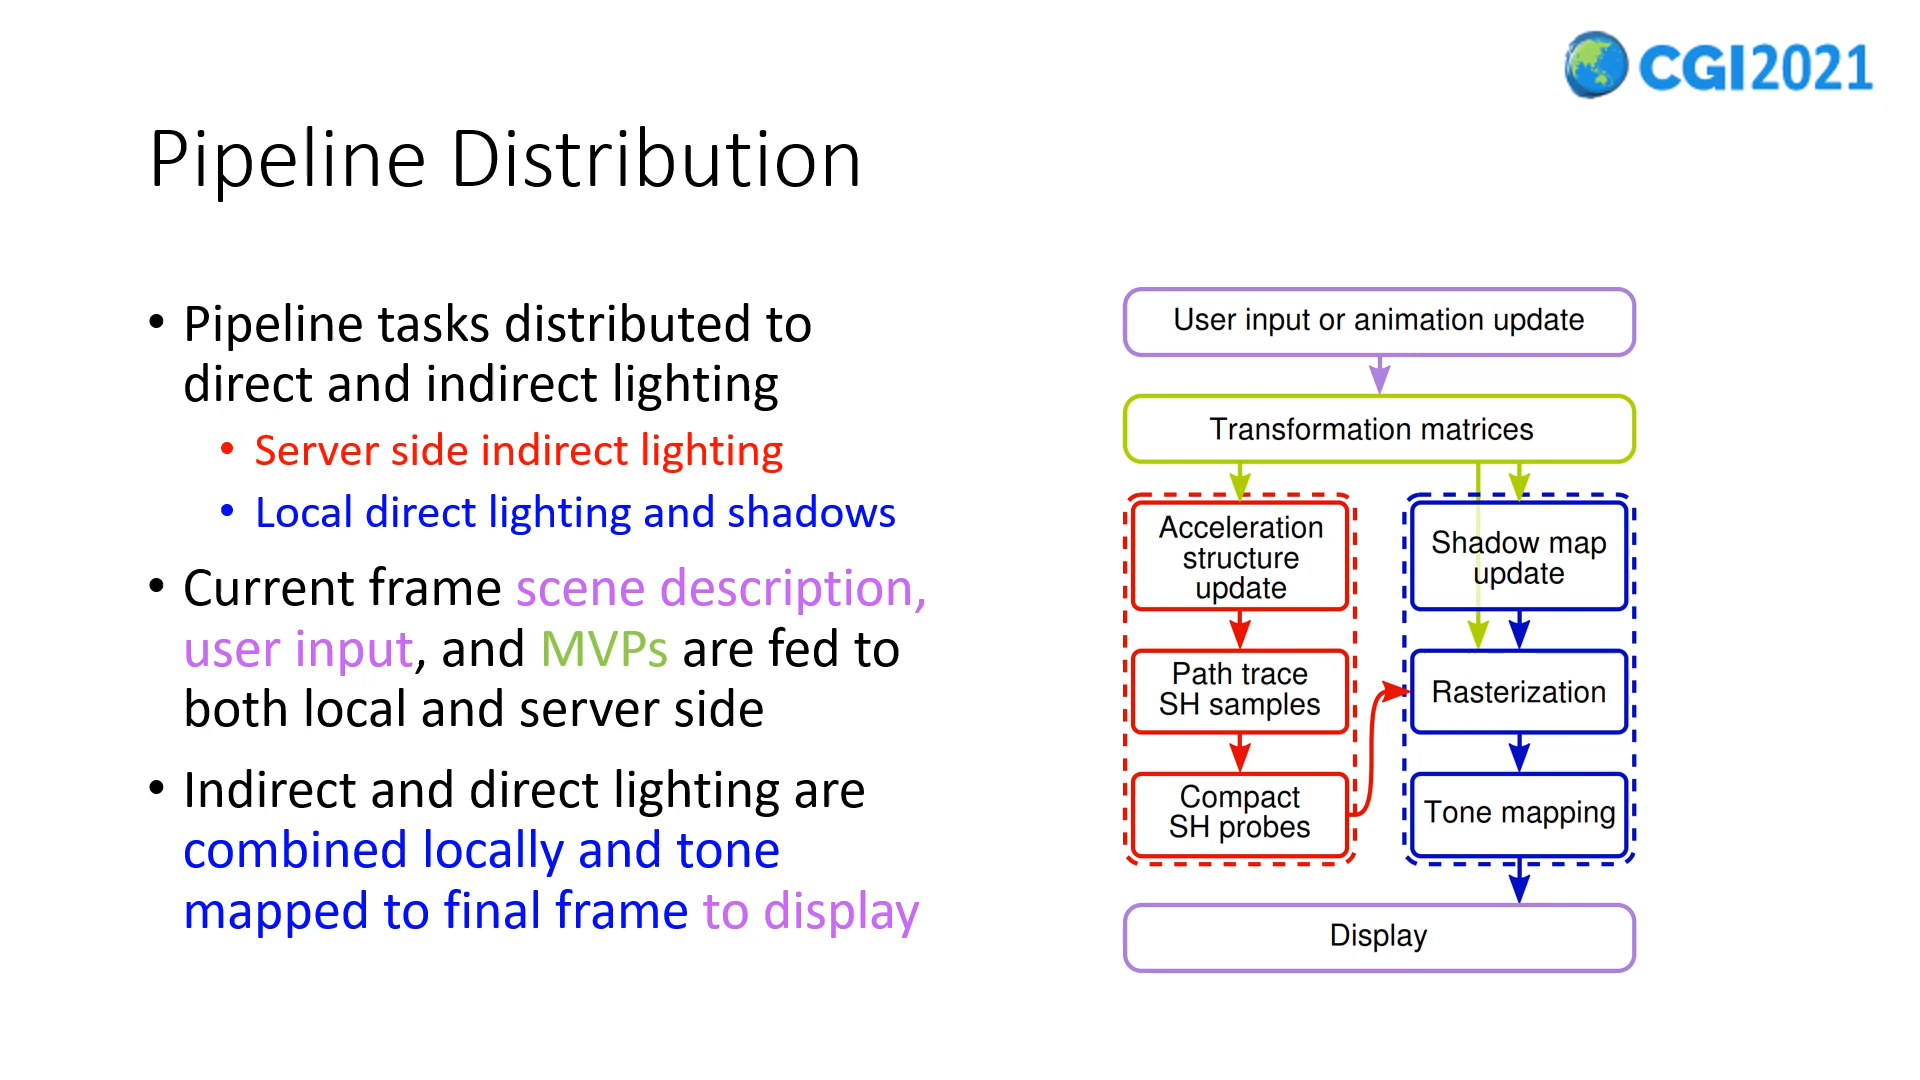 CGI2021
Pipeline Distribution
• Pipeline tasks distributed to
direct and indirect lighting
• Server side indirect lighting
• Local direct lighting and shadows
• Current frame scene description,
user input, and MVPs are fed to
both local and server side
• Indirect and direct lighting are
combined locally and tone
mapped to final frame to display
User input or animation update
Transformation matrices
Acceleration
structure
update
Path trace
SH samples
Compact
SH probes
Shadow map
update
Rasterization
Tone mapping
Display